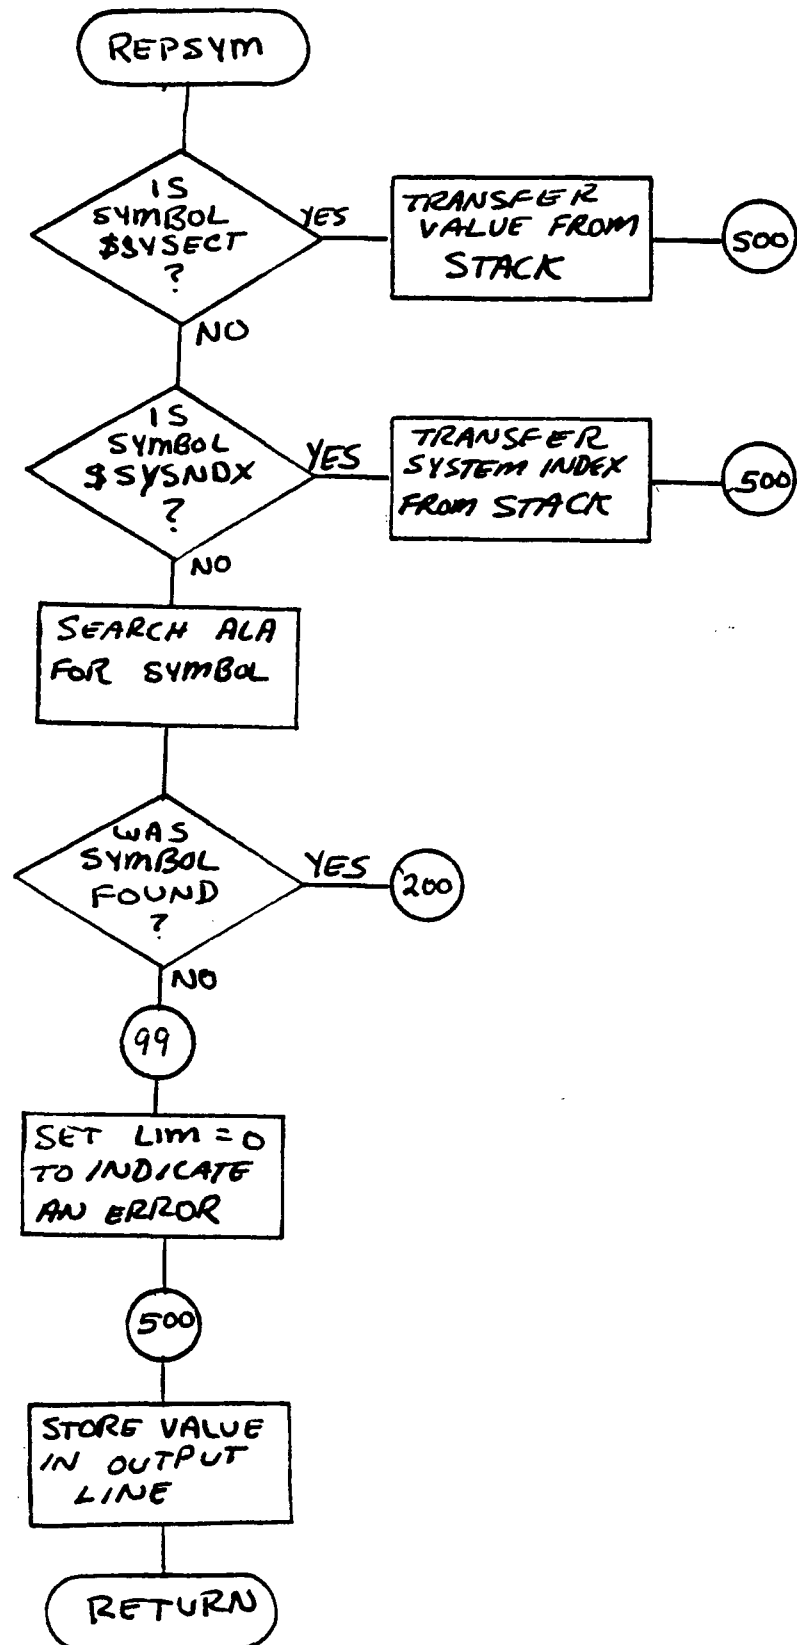 REPSYM
IS
SYMBOL
$SYSECT
?
YES
TRANSFER
VALUE FROM
STACK
500
NO
IS
SYMBOL
$SYSNDX
?
YES
TRANSFER
SYSTEM INDEX
FROM STACK
500
NO
SEARCH ALA
FOR SYMBOL
WAS
SYMBOL
FOUND
?
YES
200
NO
99
SET LIM = 0
TO INDICATE
AN ERROR
500
STORE VALUE
IN OUTPUT
LINE
RETURN